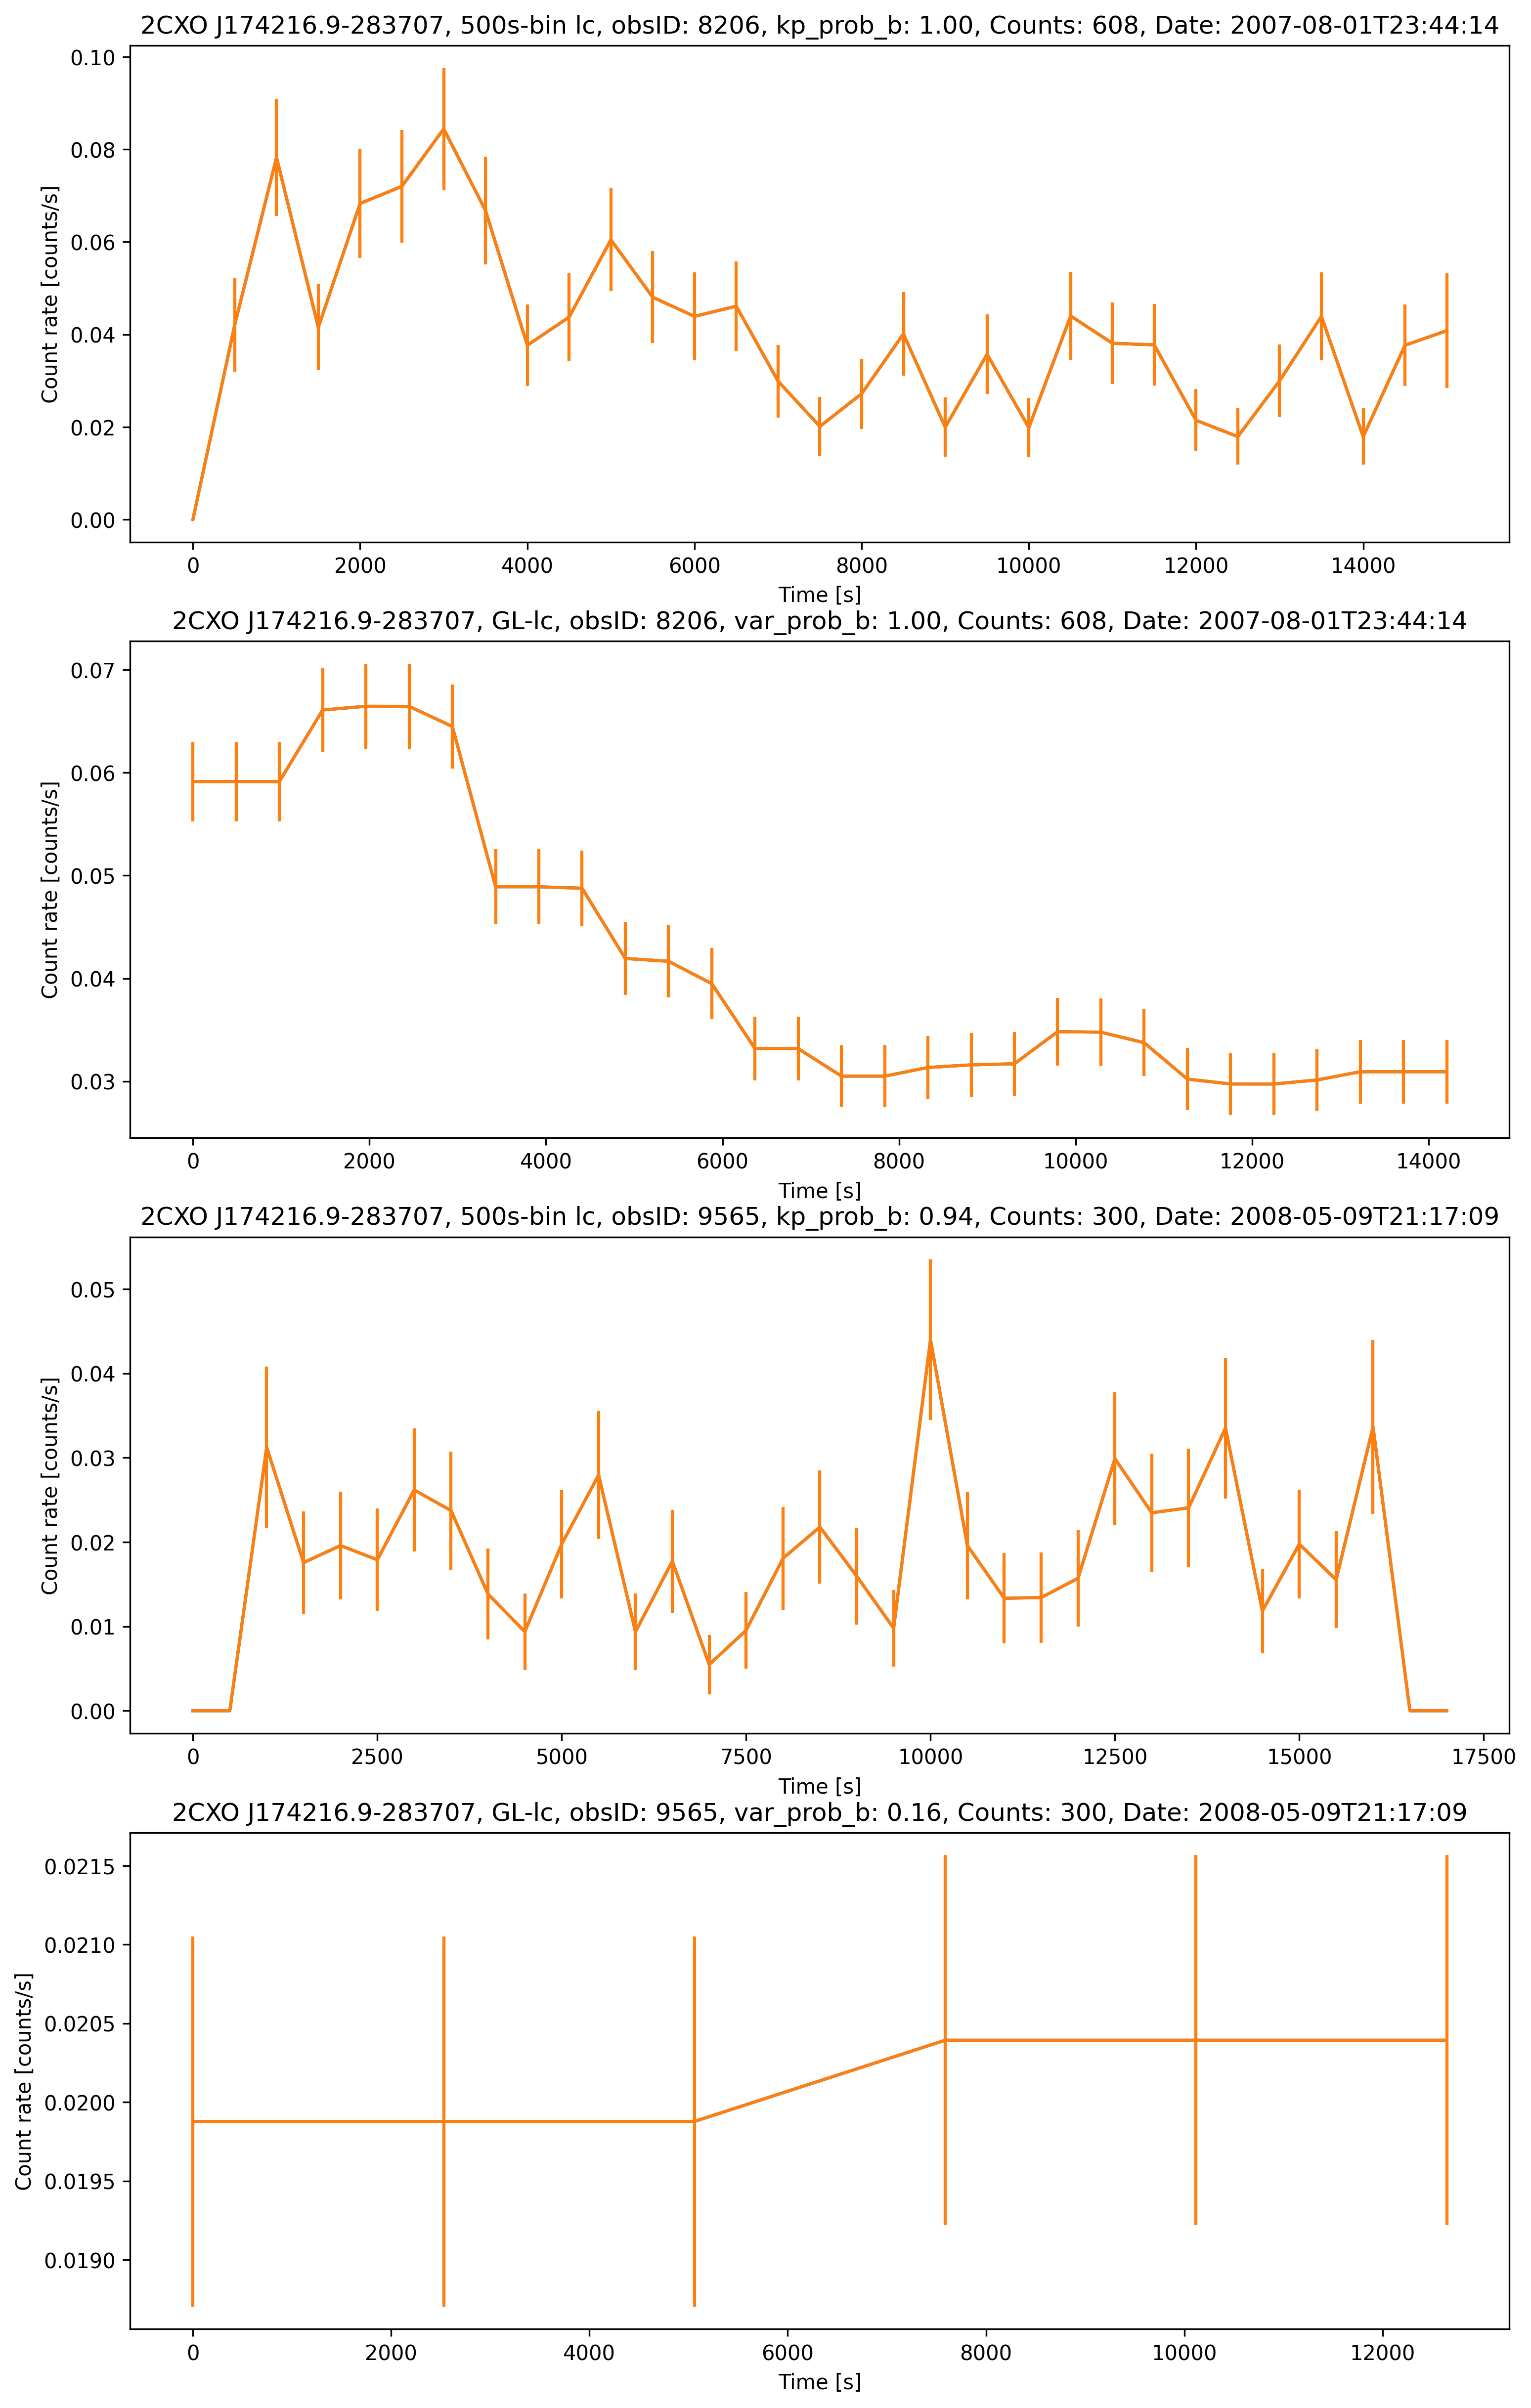 2CXO J174216.9-283707, 500s-bin lc, obsID: 8206, kp_prob_b: 1.00, Counts: 608, Date: 2007-08-01T23:44:14
0.10
0.08
0.06
0.04
0.02
0.00
Count rate [counts/s]
0 2000 4000 6000 8000 10000 12000 14000
Time [s]
2CXO J174216.9-283707, GL-lc, obsID: 8206, var_prob_b: 1.00, Counts: 608, Date: 2007-08-01T23:44:14
0.07
0.06
0.05
0.04
0.03
Count rate [counts/s]
0 2000 4000 6000 8000 10000 12000 14000
Time [s]
2CXO J174216.9-283707, 500s-bin lc, obsID: 9565, kp_prob_b: 0.94, Counts: 300, Date: 2008-05-09T21:17:09
0.05
0.04
0.03
0.02
0.01
0.00
Count rate [counts/s]
0 2500 5000 7500 10000 12500 15000 17500
Time [s]
2CXO J174216.9-283707, GL-lc, obsID: 9565, var_prob_b: 0.16, Counts: 300, Date: 2008-05-09T21:17:09
0.0215
0.0210
0.0205
0.0200
0.0195
0.0190
Count rate [counts/s]
0 2000 4000 6000 8000 10000 12000
Time [s]